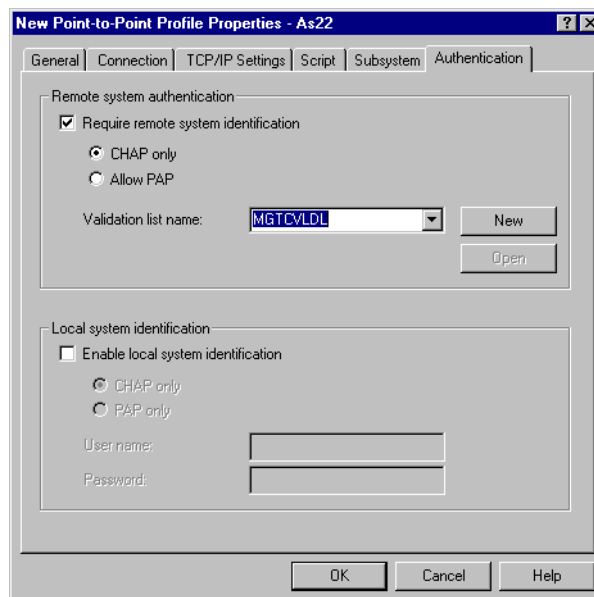 New Point-to-Point Profile Properties - As22
General Connection TCP/IP Settings Script Subsystem Authentication
Remote system authentication
Require remote system identification
CHAP only
Allow PAP
Validation list name: MGTCVLDL New
Open
Local system identification
Enable local system identification
CHAP only
PAP only
User name:
Password:
OK Cancel Help